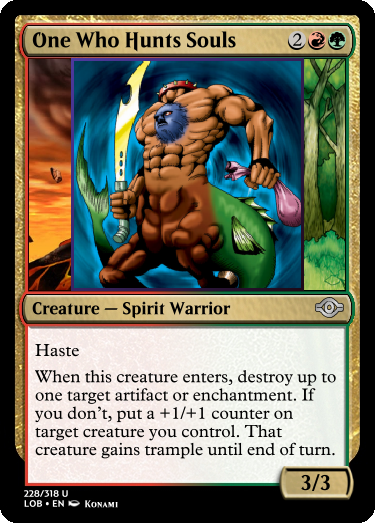 One Who Hunts Souls 2
Creature — Spirit Warrior
Haste
When this creature enters, destroy up to
one target artifact or enchantment. If
you don't, put a +1/+1 counter on
target creature you control. That
creature gains trample until end of turn.
3/3
228/318 U
LOB • EN Konami